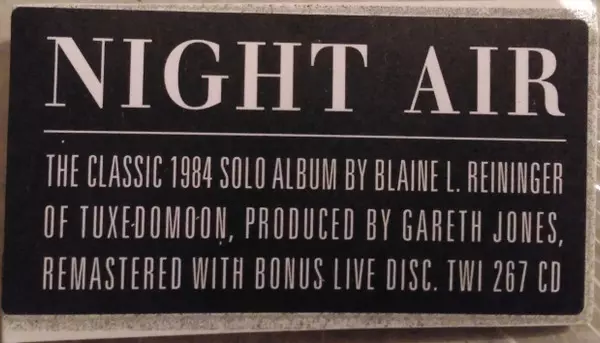 NIGHT AIR
THE CLASSIC 1984 SOLO ALBUM BY BLAINE L. REININGER
OF TUXEDOMOON, PRODUCED BY GARETH JONES,
REMASTERED WITH BONUS LIVE DISC. TWI 267 CD